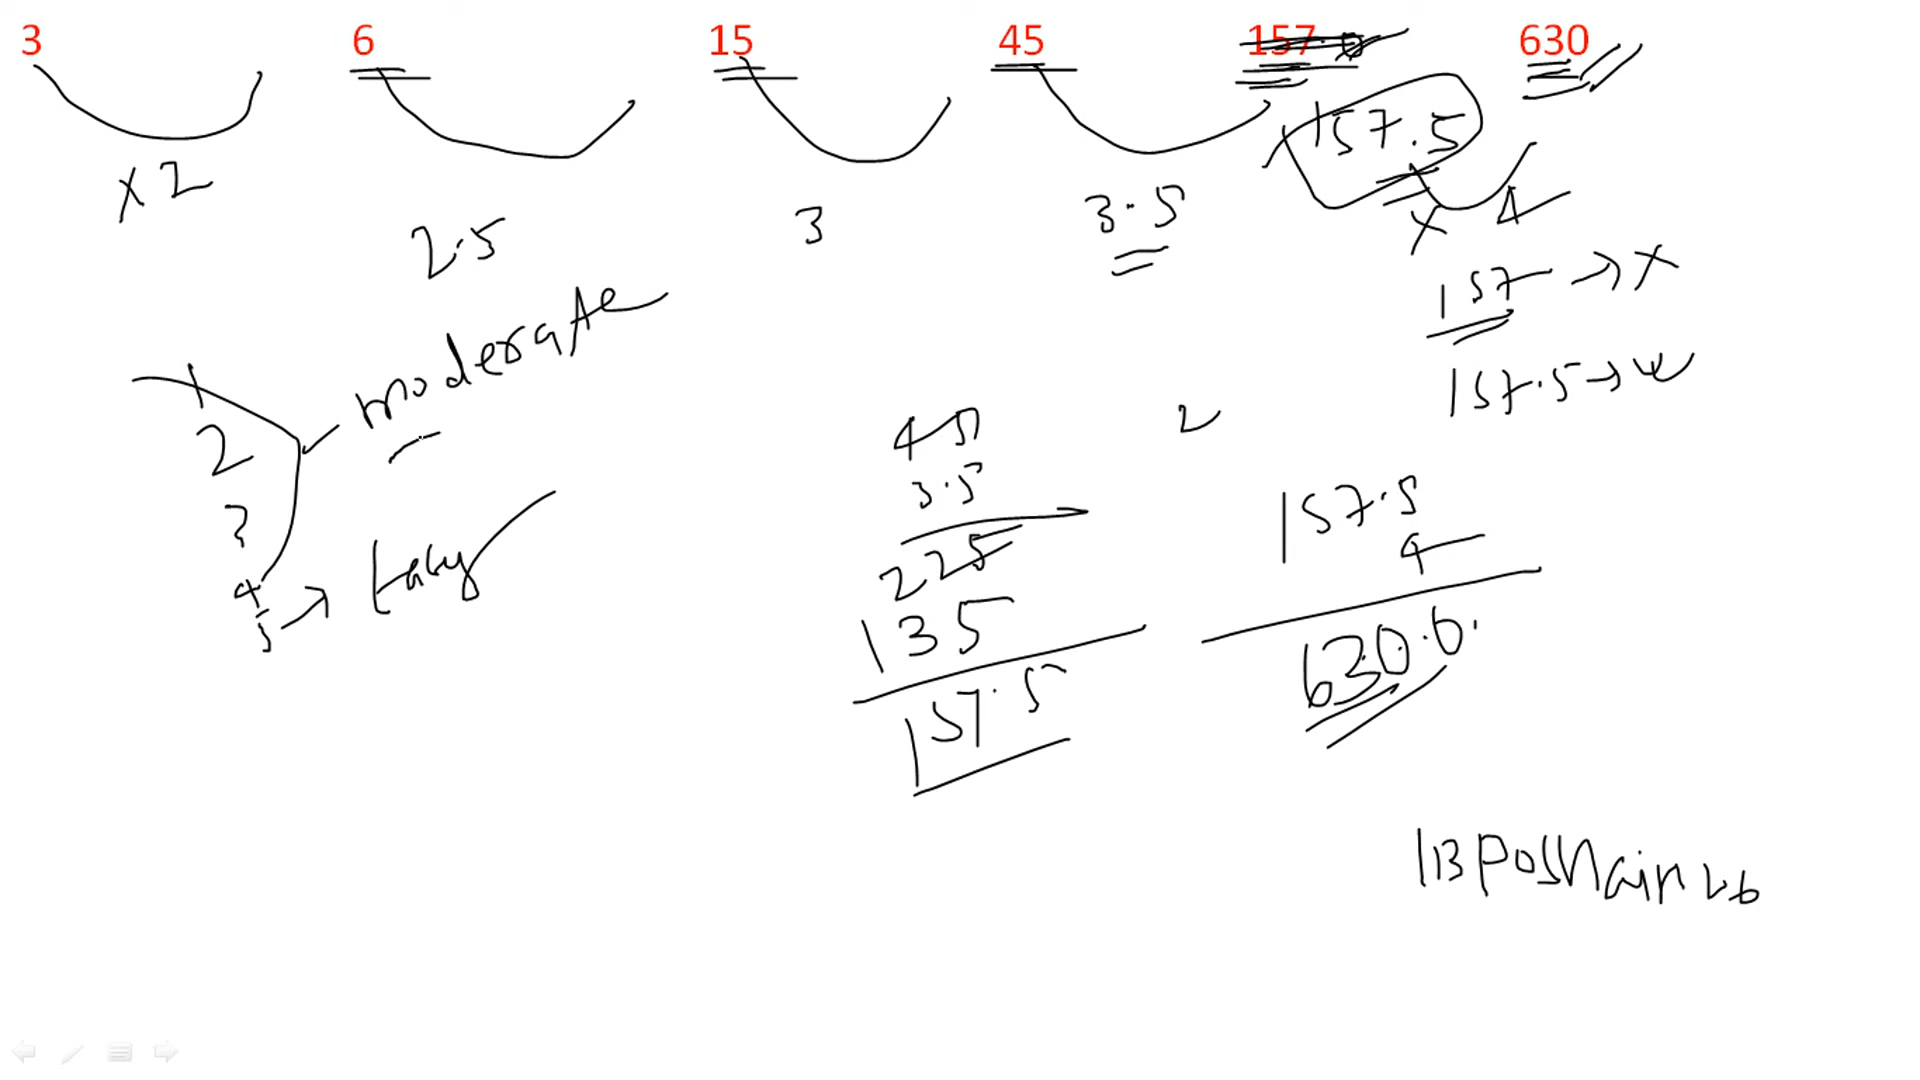 3 6 15 45 157 630
157.5
x2 2.5 3 3.5 x 4
157 → x
157.5 →
moderate
1
2
3
4
5 → Easy
45
3.5
225
135
157.5
157.5
4
630.0
IBPO